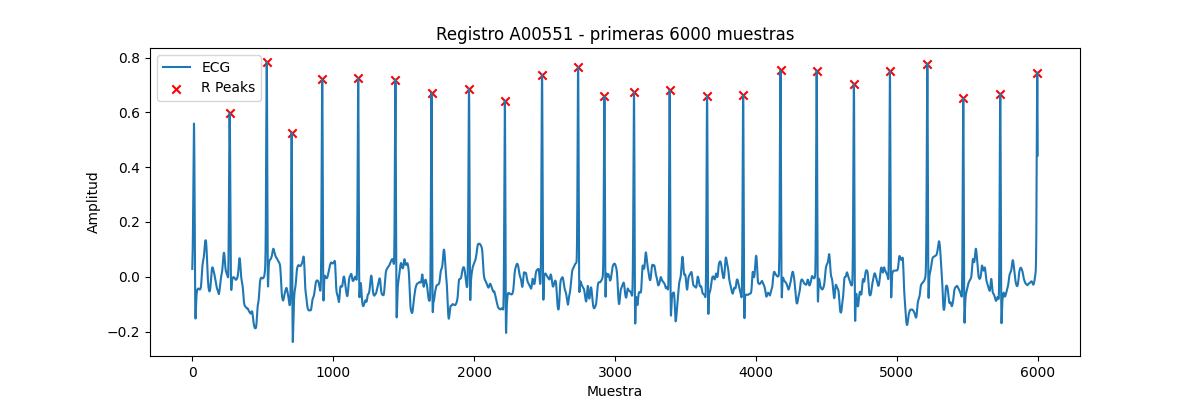 Registro A00551 - primeras 6000 muestras
ECG
R Peaks
Amplitud
0.8
0.6
0.4
0.2
0.0
−0.2
0 1000 2000 3000 4000 5000 6000
Muestra